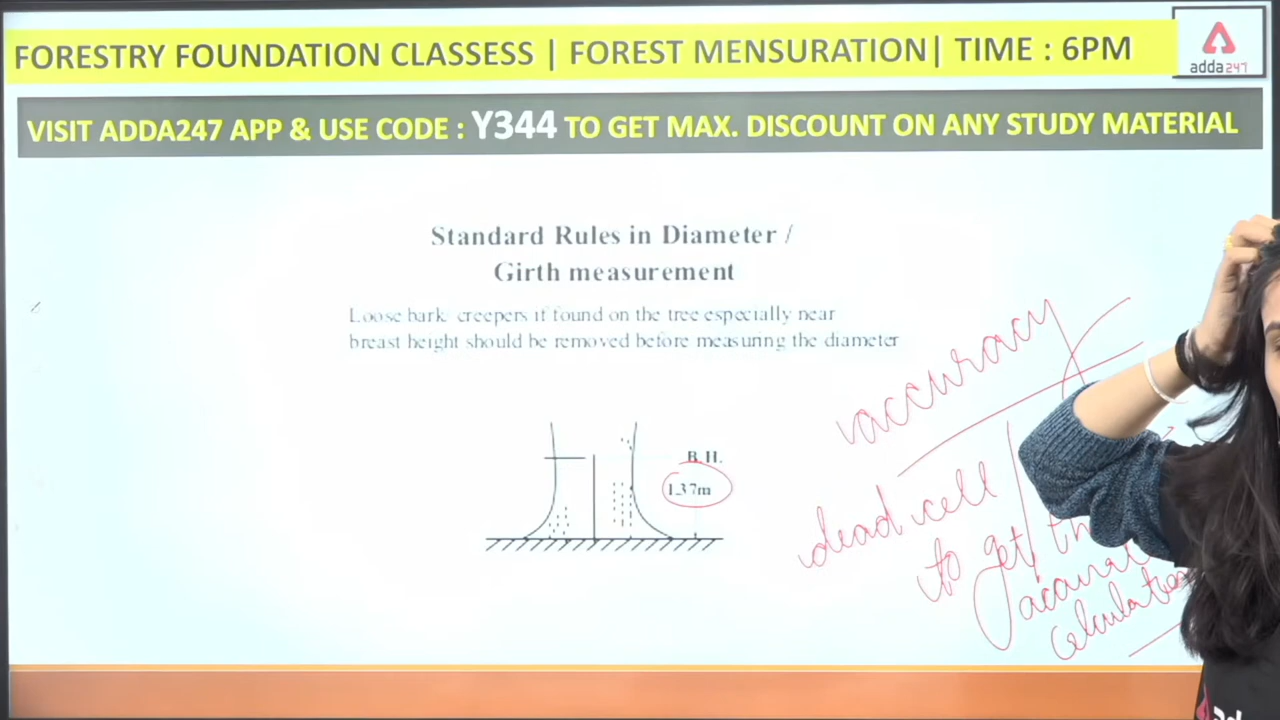 FORESTRY FOUNDATION CLASSESS | FOREST MENSURATION| TIME : 6PM
adda247
VISIT ADDA247 APP & USE CODE : Y344 TO GET MAX. DISCOUNT ON ANY STUDY MATERIAL
Standard Rules in Diameter /
Girth measurement
Loose bark/ creepers if found on the tree especially near
breast height should be removed before measuring the diameter
B.H.
1.37m
accuracy
dead cell
to get